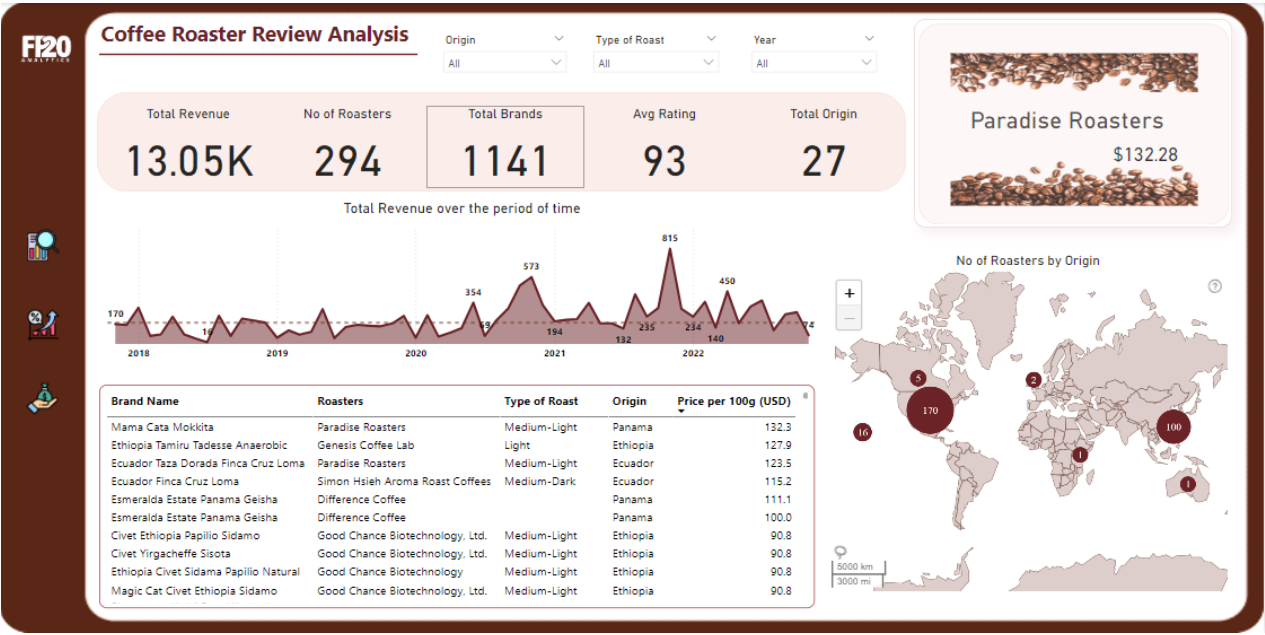 FP20
ANALYTICS
Coffee Roaster Review Analysis
Origin
All
Type of Roast
All
Year
All
Paradise Roasters
$132.28
Total Revenue
13.05K
No of Roasters
294
Total Brands
1141
Avg Rating
93
Total Origin
27
Total Revenue over the period of time
170
16
354
69
573
194
132
235
815
234
140
450
74
2018
2019
2020
2021
2022
No of Roasters by Origin
+
−
?
5
170
16
2
100
1
1
5000 km
3000 mi
Brand Name Roasters Type of Roast Origin Price per 100g (USD)
Mama Cata Mokkita Paradise Roasters Medium-Light Panama 132.3
Ethiopia Tamiru Tadesse Anaerobic Genesis Coffee Lab Light Ethiopia 127.9
Ecuador Taza Dorada Finca Cruz Loma Paradise Roasters Medium-Light Ecuador 123.5
Ecuador Finca Cruz Loma Simon Hsieh Aroma Roast Coffees Medium-Dark Ecuador 115.2
Esmeralda Estate Panama Geisha Difference Coffee Panama 111.1
Esmeralda Estate Panama Geisha Difference Coffee Panama 100.0
Civet Ethiopia Papilio Sidamo Good Chance Biotechnology, Ltd. Medium-Light Ethiopia 90.8
Civet Yirgacheffe Sisota Good Chance Biotechnology, Ltd. Medium-Light Ethiopia 90.8
Ethiopia Civet Sidama Papilio Natural Good Chance Biotechnology Medium-Light Ethiopia 90.8
Magic Cat Civet Ethiopia Sidamo Good Chance Biotechnology, Ltd. Medium-Light Ethiopia 90.8